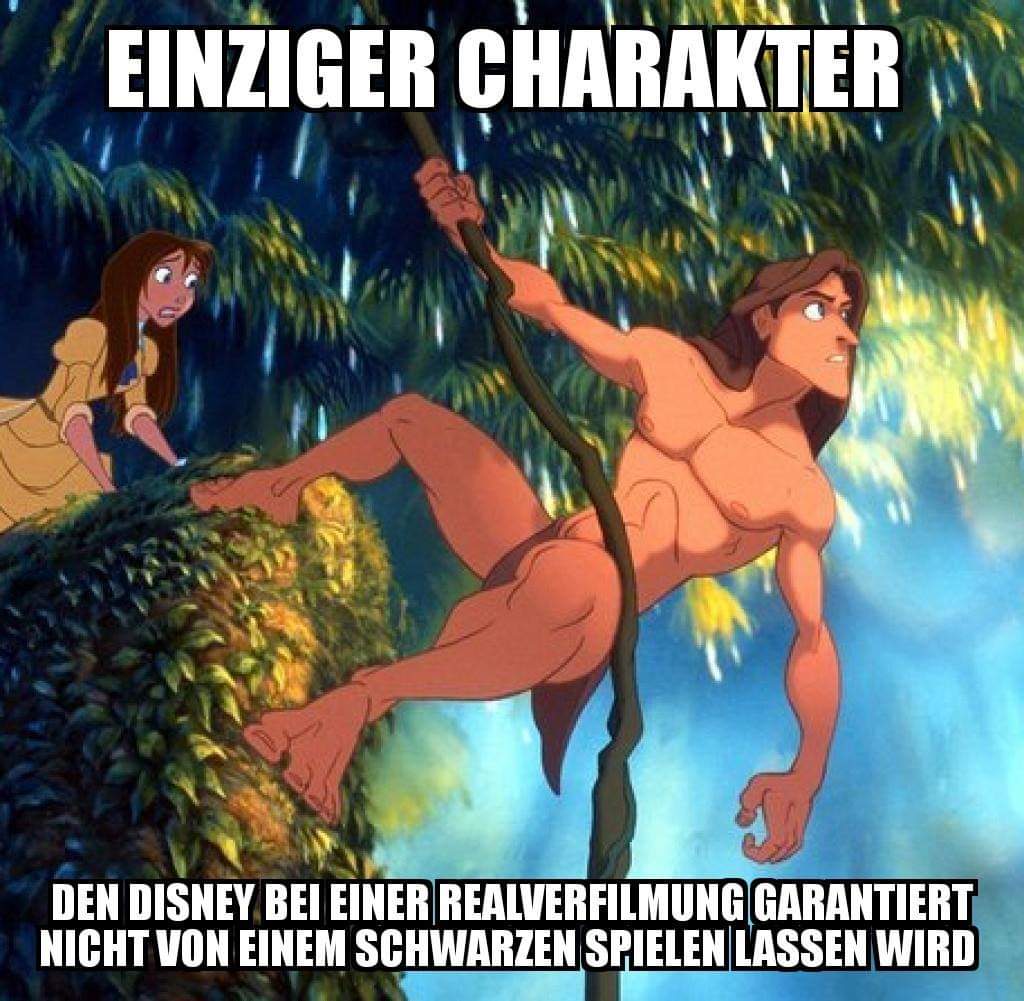 EINZIGER CHARAKTER
DEN DISNEY BEI EINER REALVERFILMUNG GARANTIERT
NICHT VON EINEM SCHWARZEN SPIELEN LASSEN WIRD